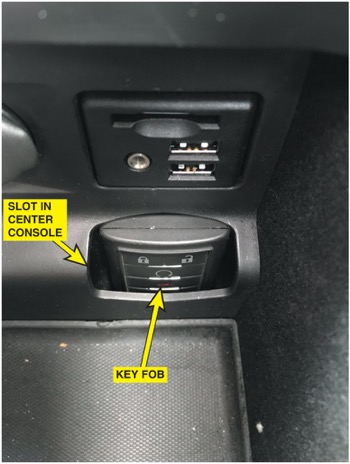 SLOT IN
CENTER
CONSOLE
KEY FOB